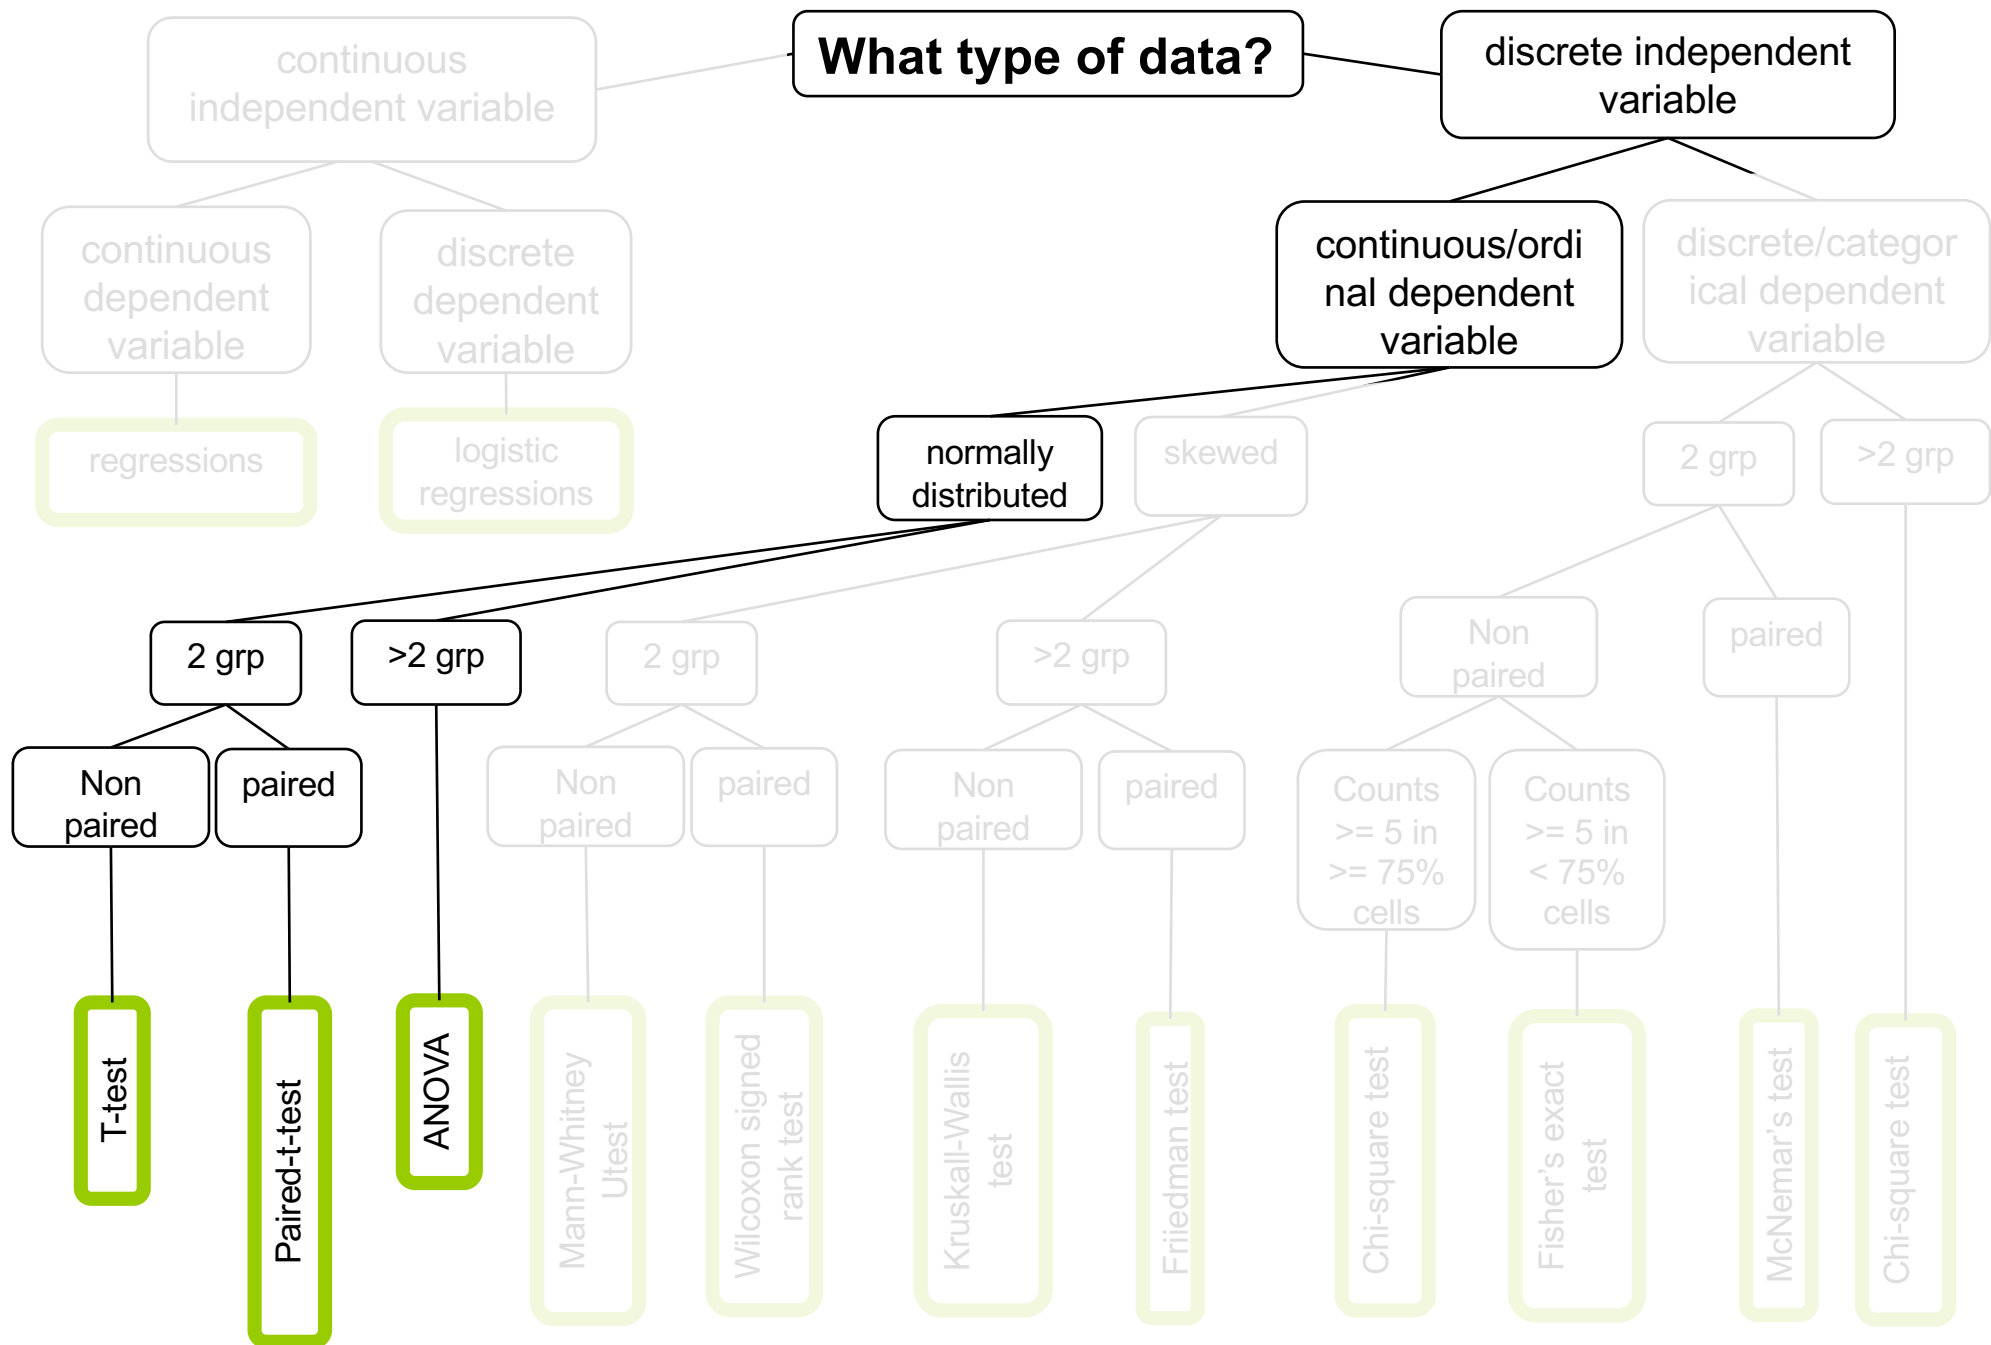 What type of data?
continuous
independent variable
discrete independent
variable
continuous
dependent
variable
discrete
dependent
variable
continuous/ordi
nal dependent
variable
discrete/categor
ical dependent
variable
regressions
logistic
regressions
normally
distributed
skewed
2 grp
>2 grp
2 grp
>2 grp
2 grp
>2 grp
Non
paired
paired
Non
paired
paired
Non
paired
paired
Non
paired
paired
Counts
>= 5 in
>= 75%
cells
Counts
>= 5 in
< 75%
cells
T-test
Paired-t-test
ANOVA
Mann-Whitney
Utest
Wilcoxon signed
rank test
Kruskall-Wallis
test
Friiedman test
Chi-square test
Fisher’s exact
test
McNemar’s test
Chi-square test